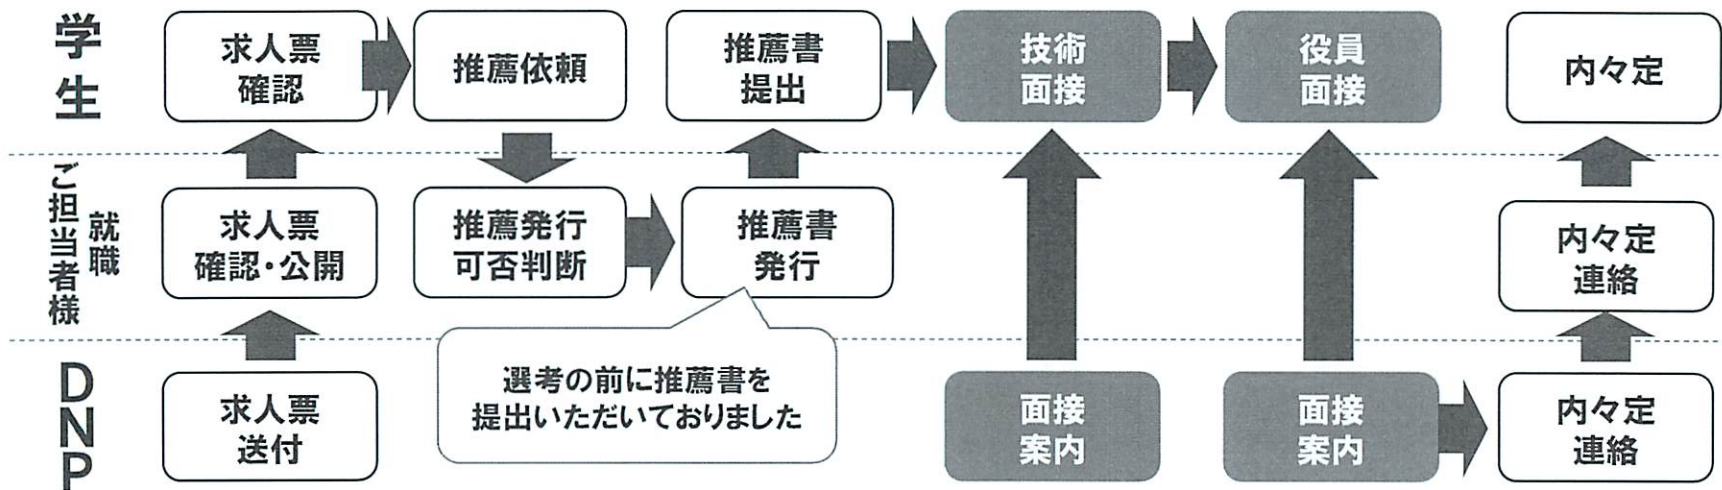 学生
求人票
確認
推薦依頼
推薦書
提出
技術
面接
役員
面接
内々定
就職
ご担当者様
求人票
確認・公開
推薦発行
可否判断
推薦書
発行
内々定
連絡
選考の前に推薦書を
提出いただいておりました
DNP
求人票
送付
面接
案内
面接
案内
内々定
連絡